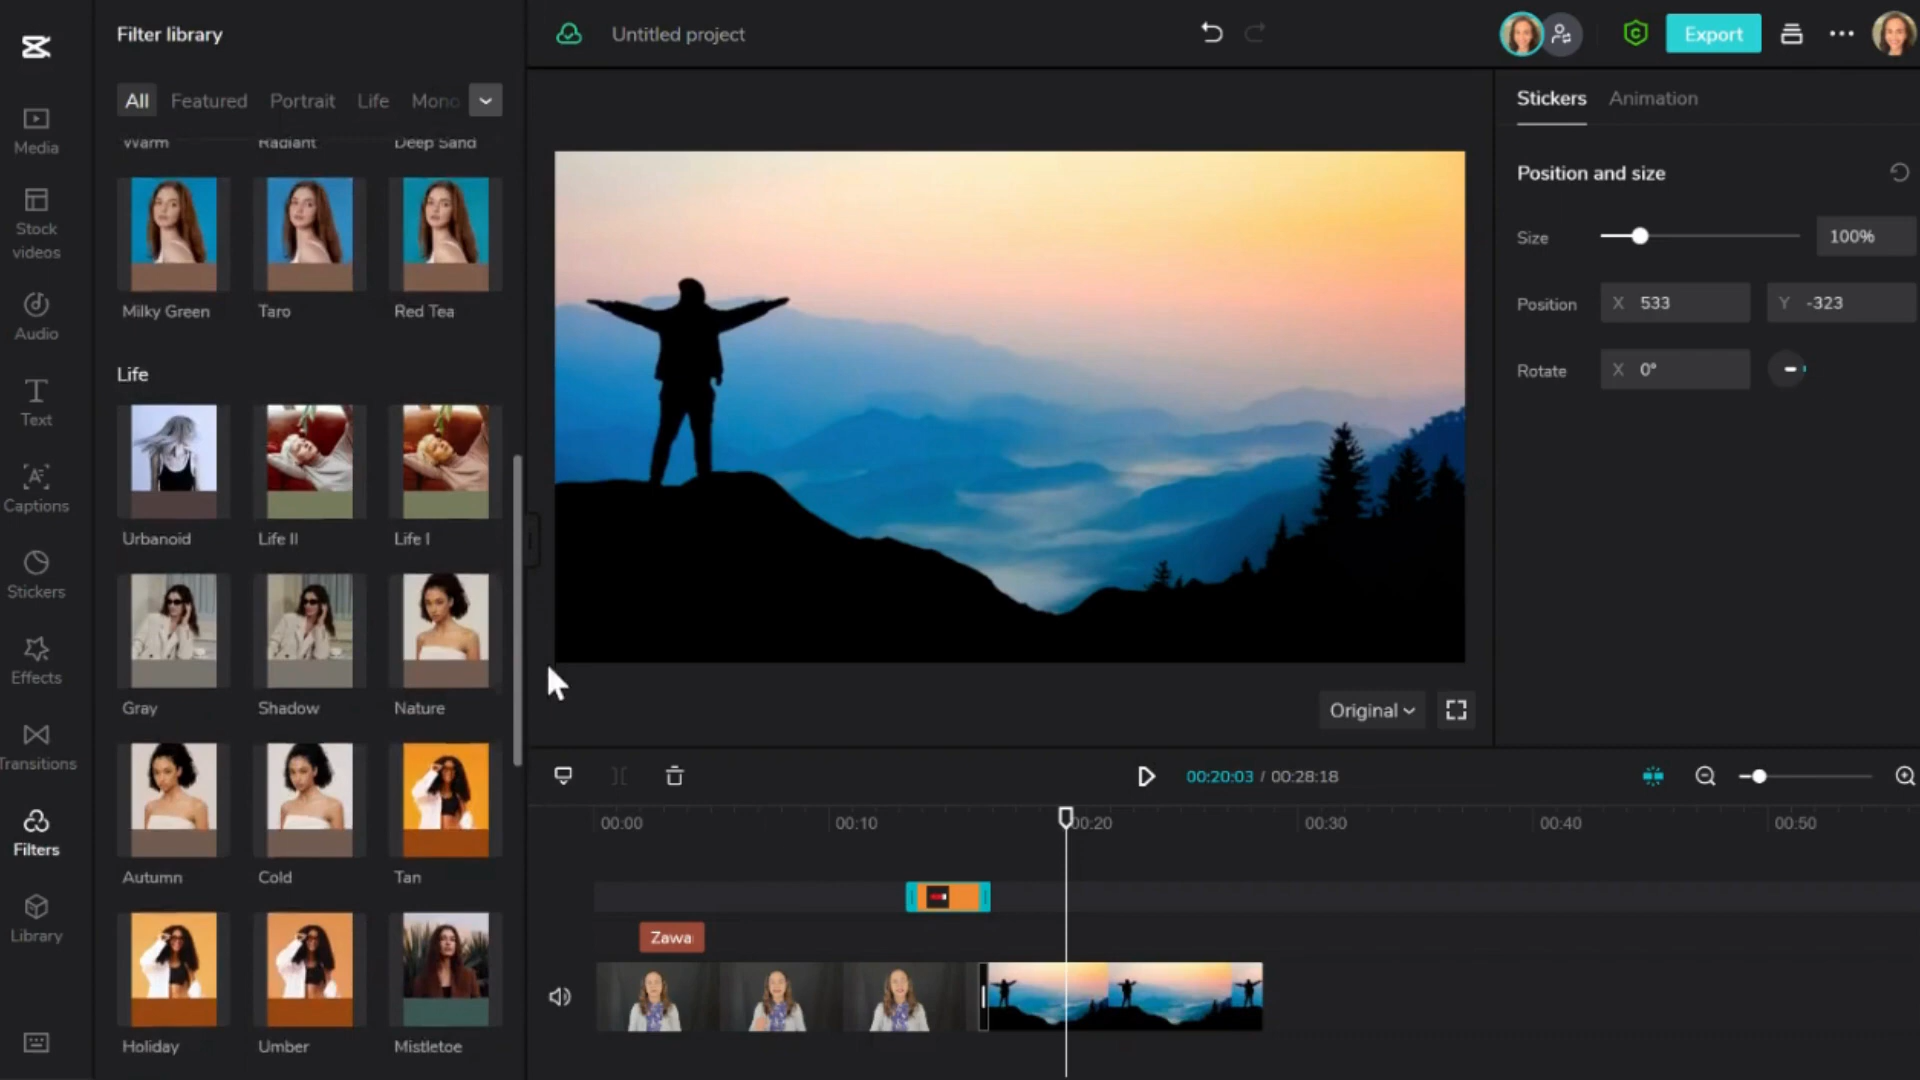 Filter library
Untitled project
Export
All Featured Portrait Life Mono
Stickers Animation
Warm Radiant Deep Sand
Media
Position and size
Stock
videos
Size 100%
Milky Green Taro Red Tea
Position X 533 Y -323
Audio
Life
Rotate X 0°
Text
Captions
Urbanoid Life II Life I
Stickers
Effects
Gray Shadow Nature
Original
Transitions
00:20:03 / 00:28:18
00:00 00:10 00:20 00:30 00:40 00:50
Filters
Autumn Cold Tan
Library
Zawa
Holiday Umber Mistletoe